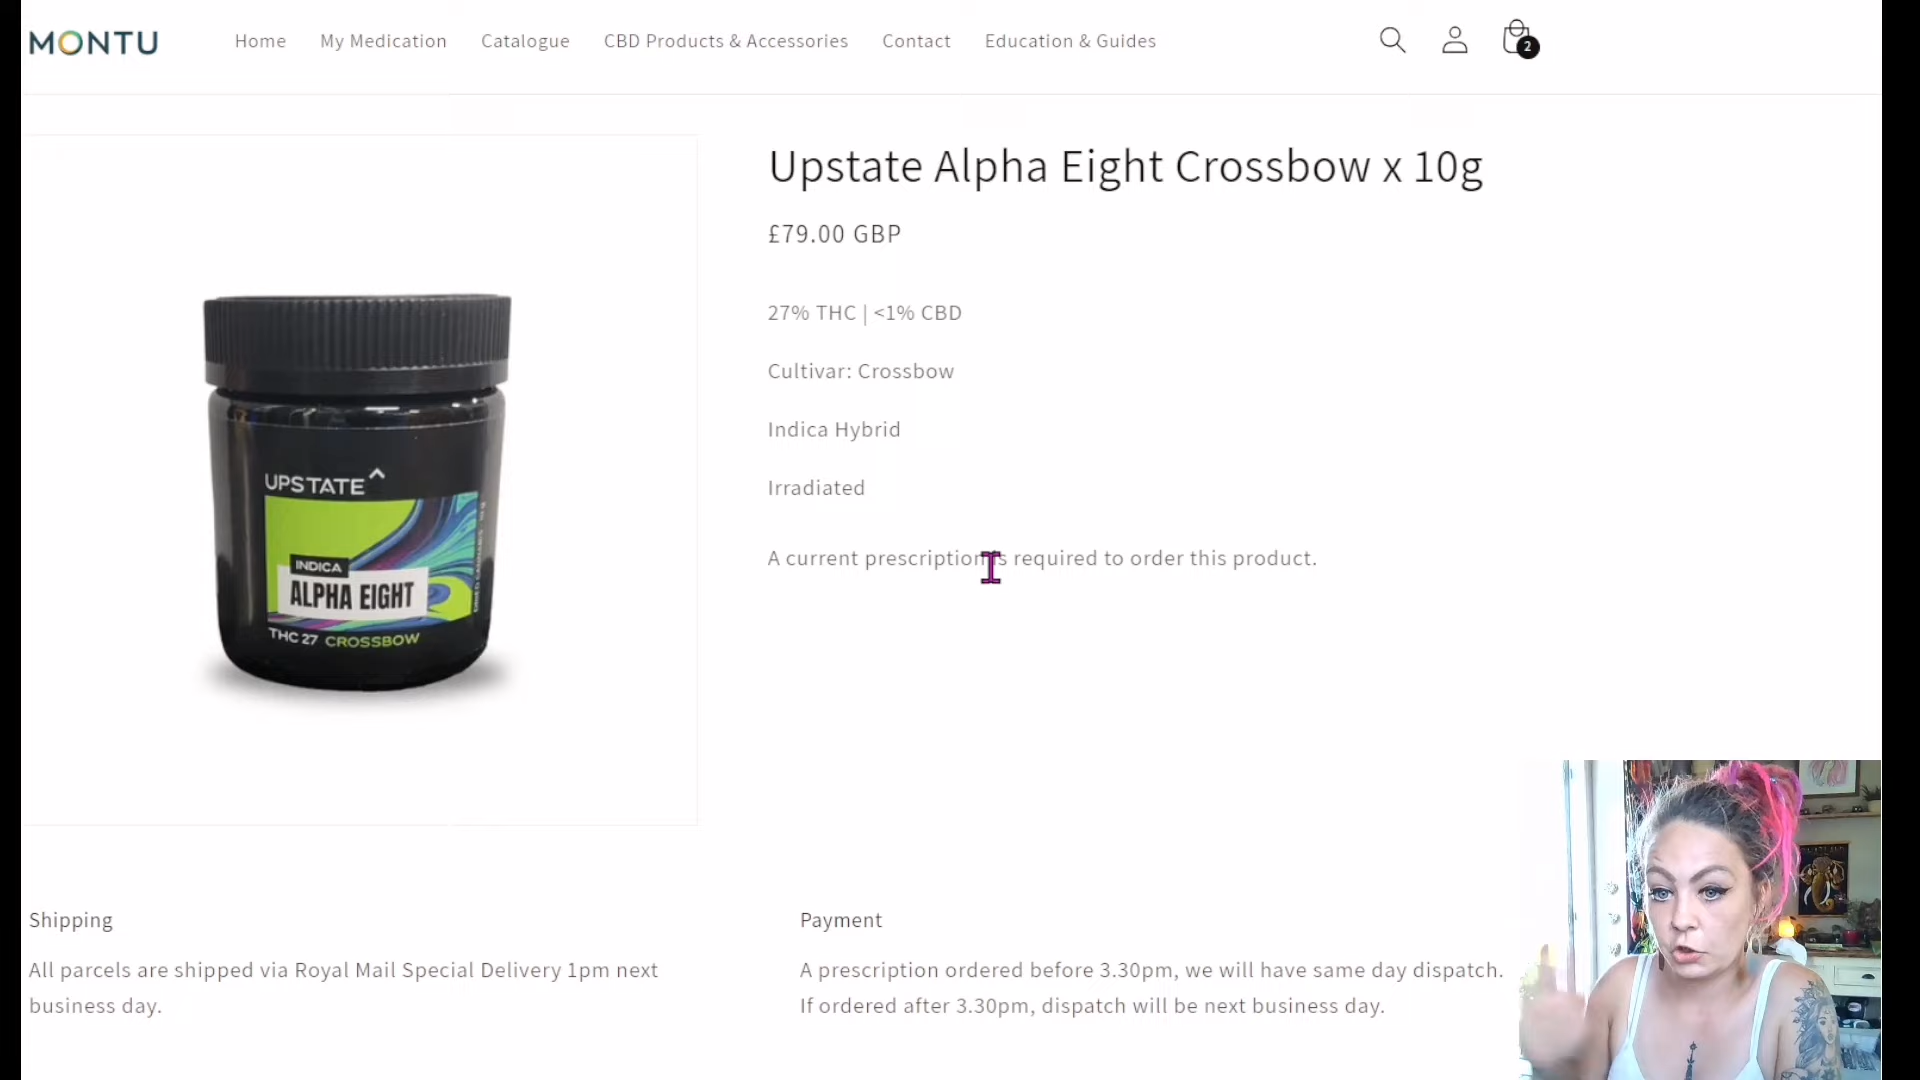 MONTU
Home
My Medication
Catalogue
CBD Products & Accessories
Contact
Education & Guides
2
Upstate Alpha Eight Crossbow x 10g
£79.00 GBP
27% THC | <1% CBD
Cultivar: Crossbow
Indica Hybrid
Irradiated
A current prescription is required to order this product.
UPSTATE^
INDICA
ALPHA EIGHT
THC 27 CROSSBOW
Shipping
All parcels are shipped via Royal Mail Special Delivery 1pm next
business day.
Payment
A prescription ordered before 3.30pm, we will have same day dispatch.
If ordered after 3.30pm, dispatch will be next business day.